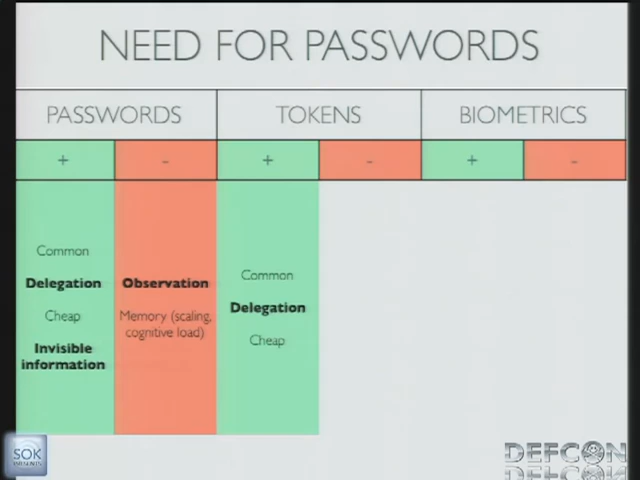 NEED FOR PASSWORDS
PASSWORDS TOKENS BIOMETRICS
+ - + - + -
Common
Delegation
Cheap
Invisible
information
Observation
Memory (scaling,
cognitive load)
Common
Delegation
Cheap
SOK
DEFCON